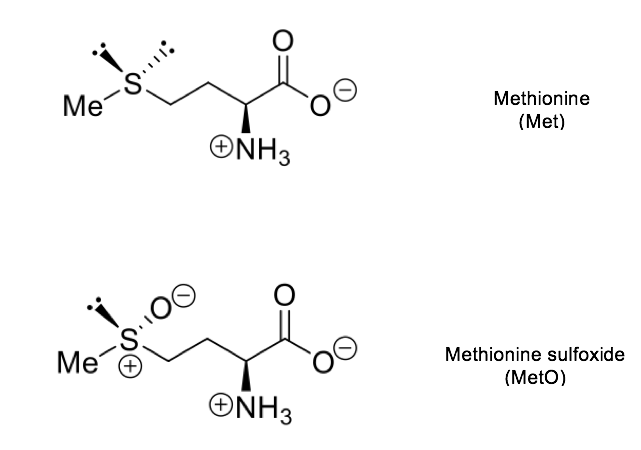 O
S
Me
O⊖
⊕NH₃
Methionine
(Met)
O⊖
O
S
Me
⊕
O⊖
⊕NH₃
Methionine sulfoxide
(MetO)